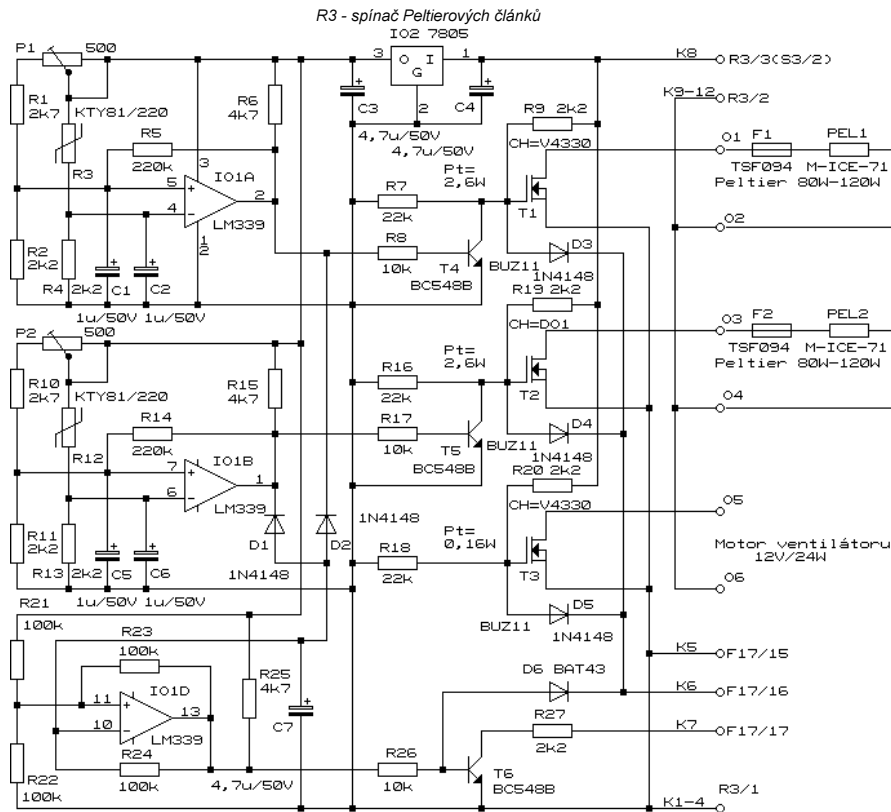 R3 - spínač Peltierových článků
IO2 7805
P1
500
3
O I
G
1
2
K8
R3/3(S3/2)
R1
2k7
KTY81/220
R3
R6
4k7
C3
4,7u/50V
C4
4,7u/50V
R9 2k2
CH=V4330
K9-12
R3/2
R5
220k
O1
F1
TSF094
PEL1
M-ICE-71
Peltier 80W-120W
3
IO1A
5
+
4
-
2
LM339
12
Pt=
2,6W
R7
22k
T1
O2
R2
2k2
R4
2k2
C1
1u/50V
C2
1u/50V
R8
10k
T4
BC548B
BUZ11
D3
1N4148
R19 2k2
CH=DO1
P2
500
O3
F2
TSF094
PEL2
M-ICE-71
Peltier 80W-120W
R10
2k7
KTY81/220
R12
R15
4k7
Pt=
2,6W
R16
22k
T2
O4
R14
220k
R17
10k
T5
BC548B
BUZ11
D4
1N4148
R20 2k2
CH=V4330
IO1B
7
+
6
-
1
LM339
O5
R11
2k2
R13
2k2
C5
1u/50V
C6
1u/50V
D1
1N4148
1N4148
D2
Pt=
0,16W
R18
22k
T3
Motor ventilátoru
12V/24W
O6
BUZ11
D5
1N4148
R21
100k
R23
100k
R25
4k7
K5
F17/15
D6 BAT43
K6
F17/16
IO1D
11
+
10
-
13
LM339
C7
4,7u/50V
R27
2k2
K7
F17/17
R22
100k
R24
100k
R26
10k
T6
BC548B
K1-4
R3/1